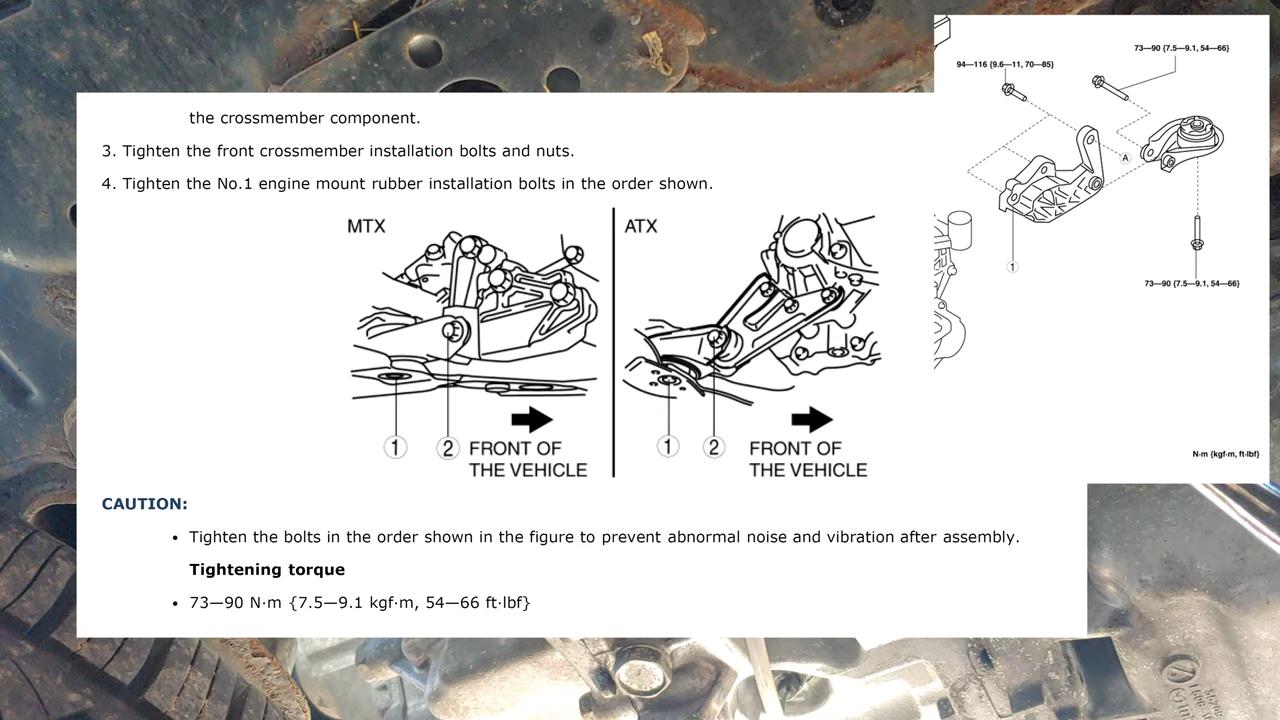 the crossmember component.
3. Tighten the front crossmember installation bolts and nuts.
4. Tighten the No.1 engine mount rubber installation bolts in the order shown.
MTX
ATX
1
2
FRONT OF
THE VEHICLE
1
2
FRONT OF
THE VEHICLE
CAUTION:
• Tighten the bolts in the order shown in the figure to prevent abnormal noise and vibration after assembly.
Tightening torque
• 73—90 N·m {7.5—9.1 kgf·m, 54—66 ft·lbf}
73—90 {7.5—9.1, 54—66}
94—116 {9.6—11, 70—85}
A
1
73—90 {7.5—9.1, 54—66}
N·m {kgf·m, ft·lbf}